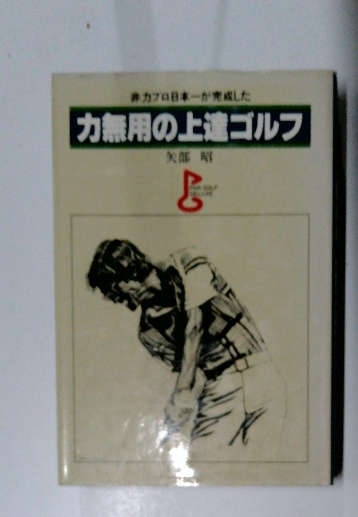 非力プロ日本一が完成した
力無用の上達ゴルフ
矢部 昭